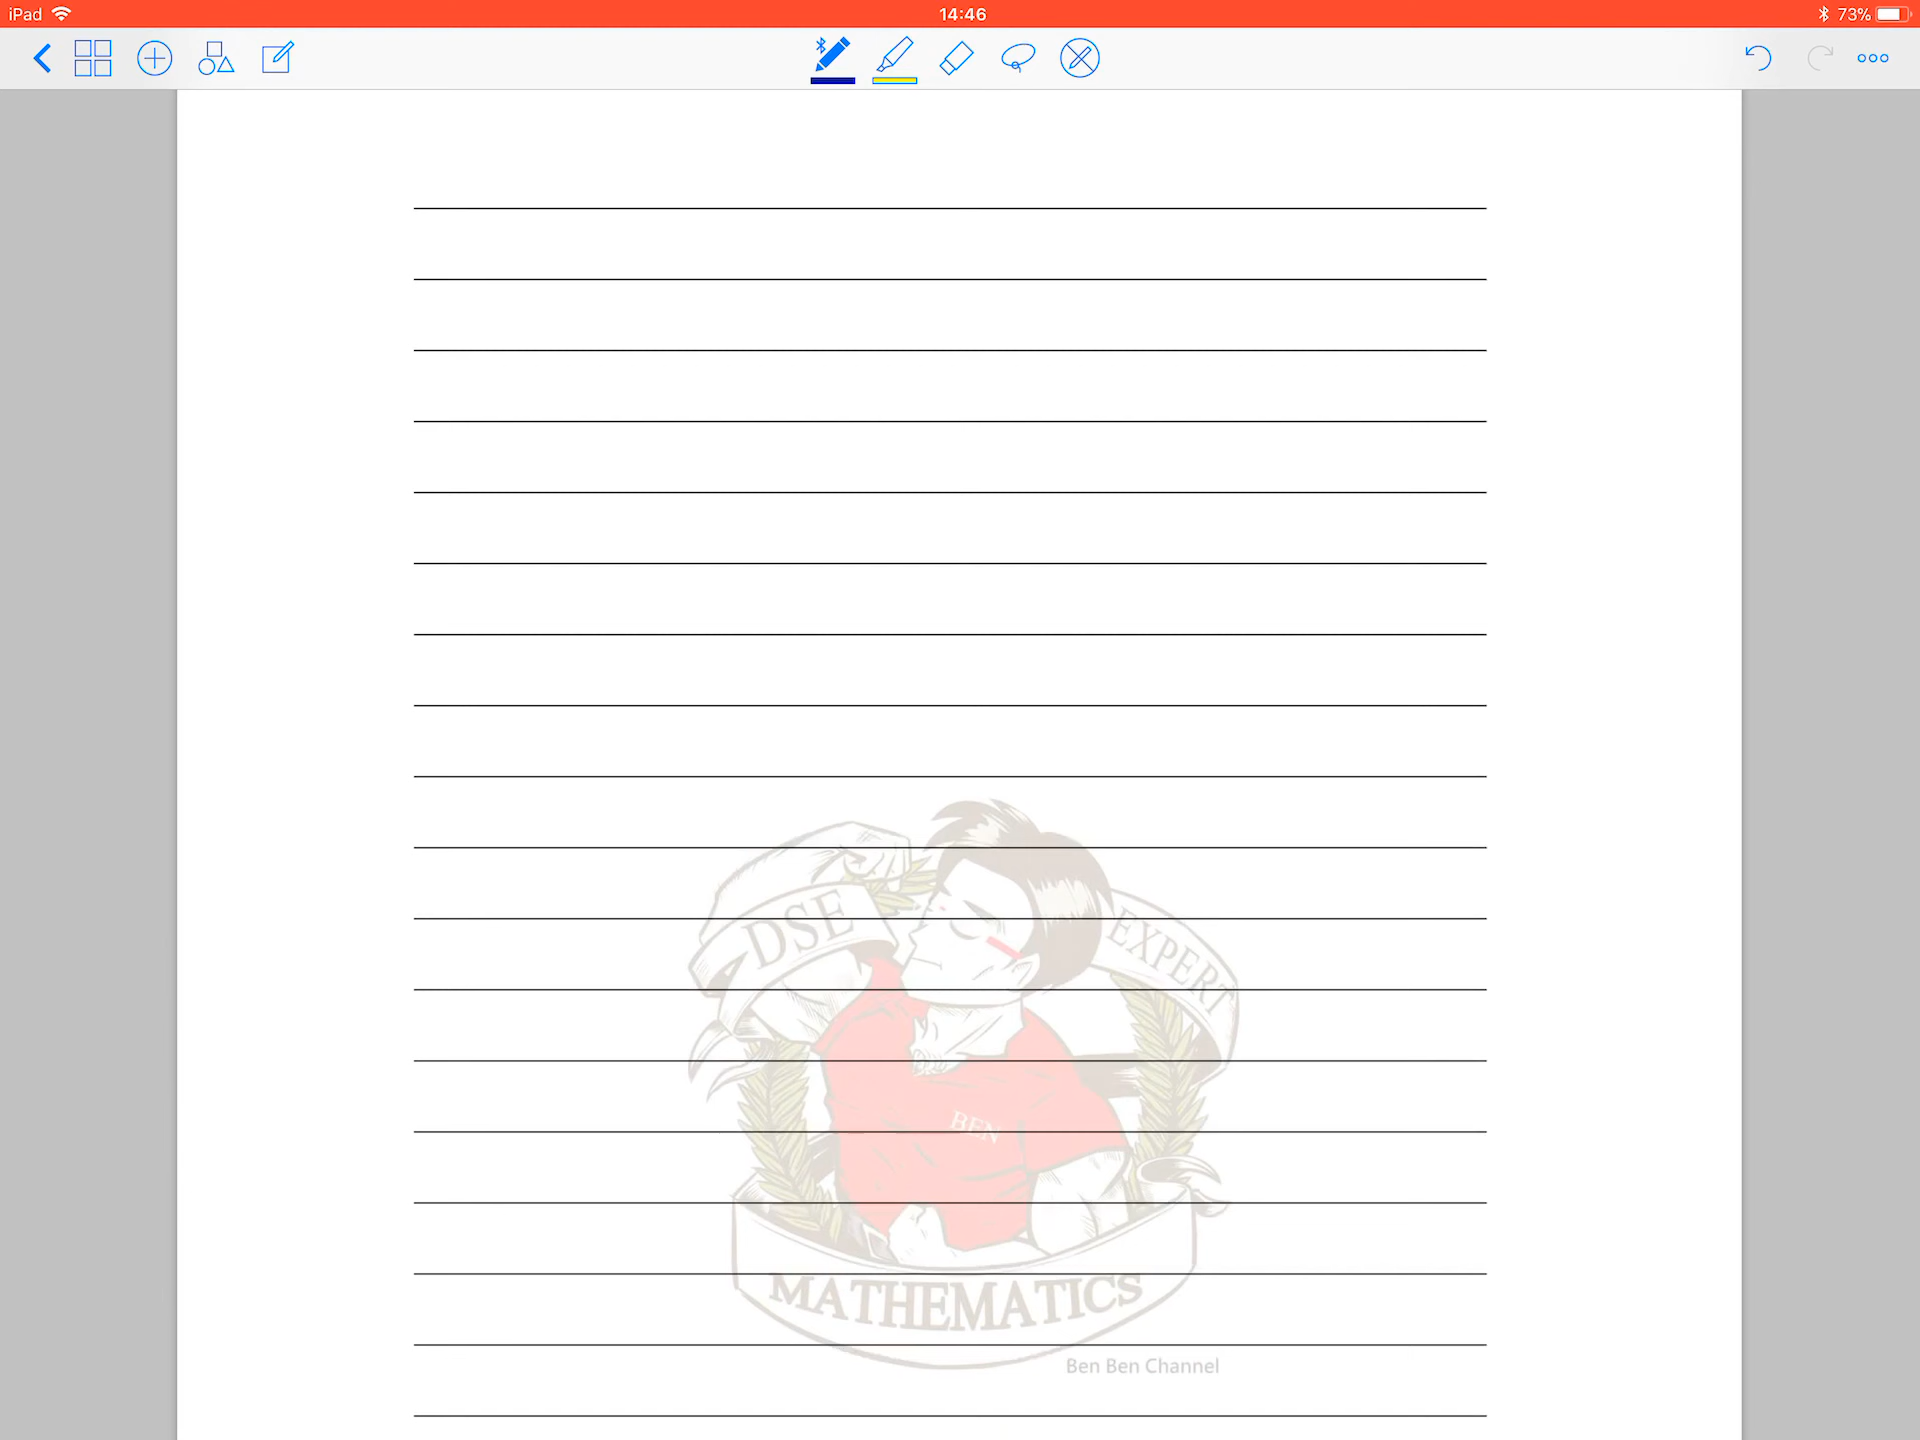 iPad 14:46 73%
DSE EXPERT
BEN
MATHEMATICS
Ben Ben Channel